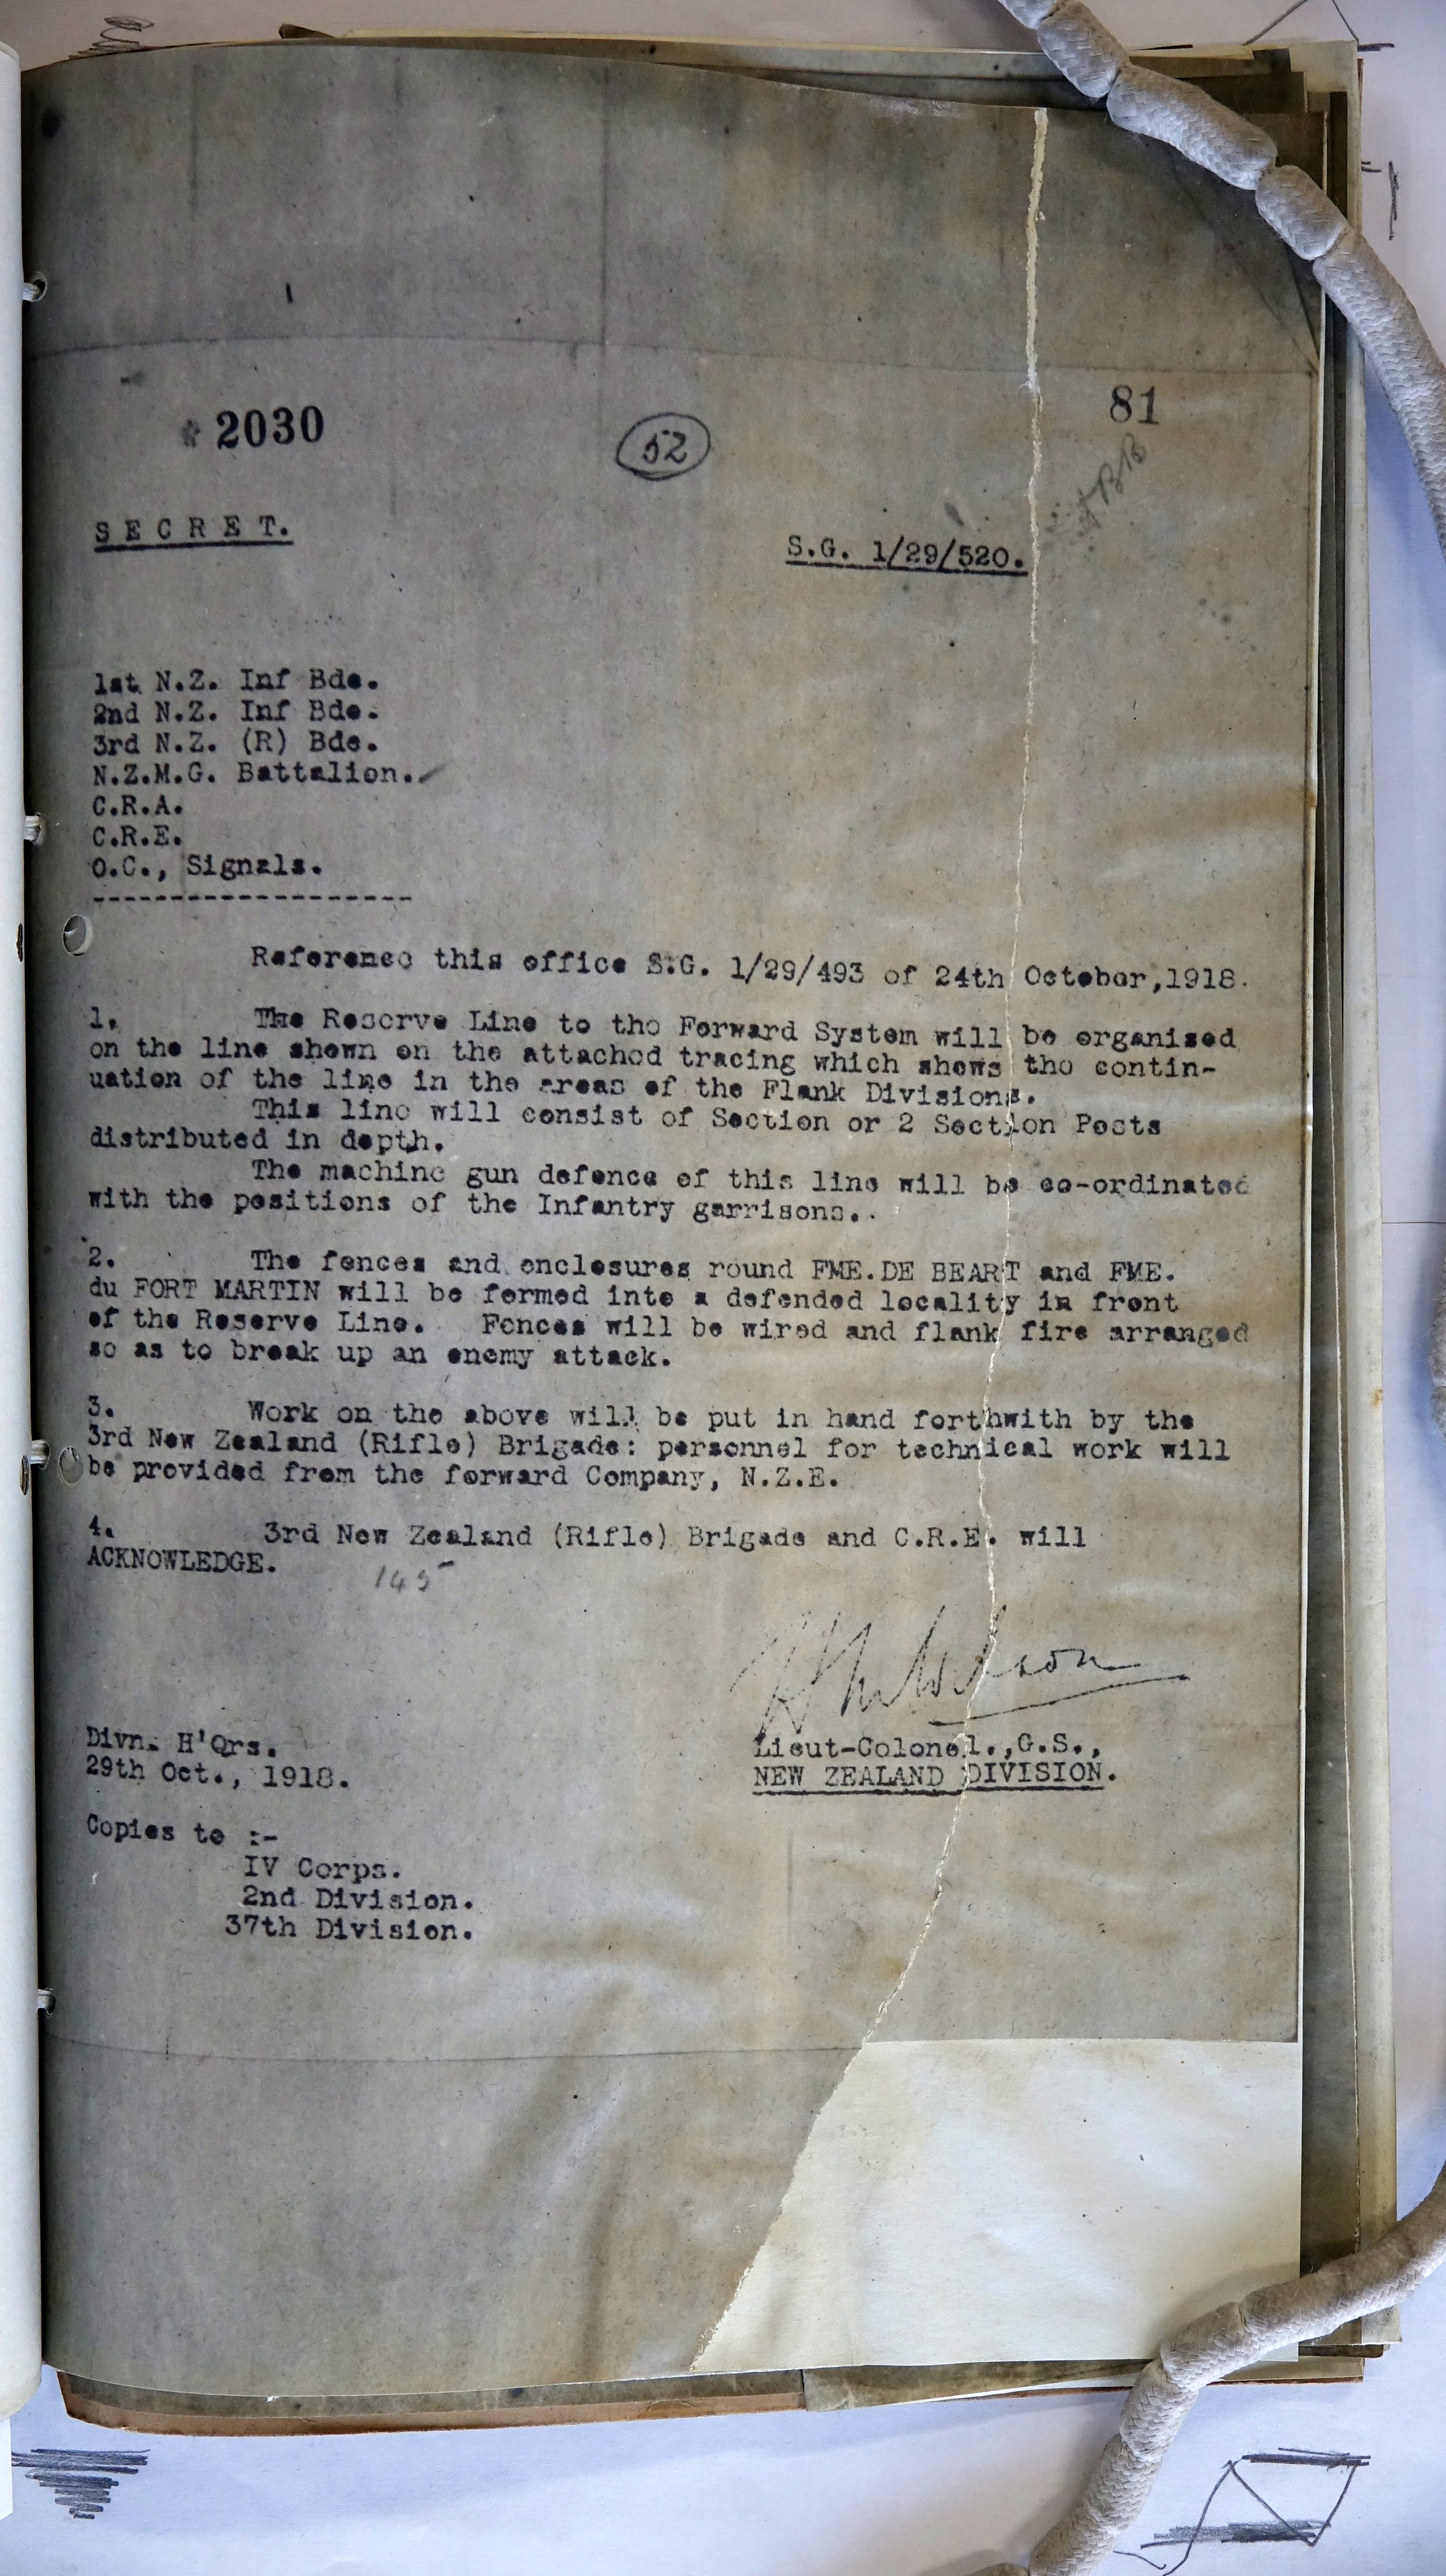 * 2030
52
81
SECRET.
S.G. 1/29/520.
1st N.Z. Inf Bde.
2nd N.Z. Inf Bde.
3rd N.Z. (R) Bde.
N.Z.M.G. Battalion.
C.R.A.
C.R.E.
O.C., Signals.
--------------------
Reference this office S.G. 1/29/493 of 24th October,1918.
1. The Reserve Line to the Forward System will be organised
on the line shown on the attached tracing which shows the contin-
uation of the line in the areas of the Flank Divisions.
This line will consist of Section or 2 Section Posts
distributed in depth.
The machine gun defence of this line will be co-ordinated
with the positions of the Infantry garrisons..
2. The fences and enclosures round FME.DE BEART and FME.
du FORT MARTIN will be formed into a defended locality in front
of the Reserve Line. Fences will be wired and flank fire arranged
so as to break up an enemy attack.
3. Work on the above will be put in hand forthwith by the
3rd New Zealand (Rifle) Brigade: personnel for technical work will
be provided from the forward Company, N.Z.E.
4. 3rd New Zealand (Rifle) Brigade and C.R.E. will
ACKNOWLEDGE.
145
Divn. H'Qrs.
29th Oct., 1918.
Lieut-Colonel.,G.S.,
NEW ZEALAND DIVISION.
Copies to :-
IV Corps.
2nd Division.
37th Division.